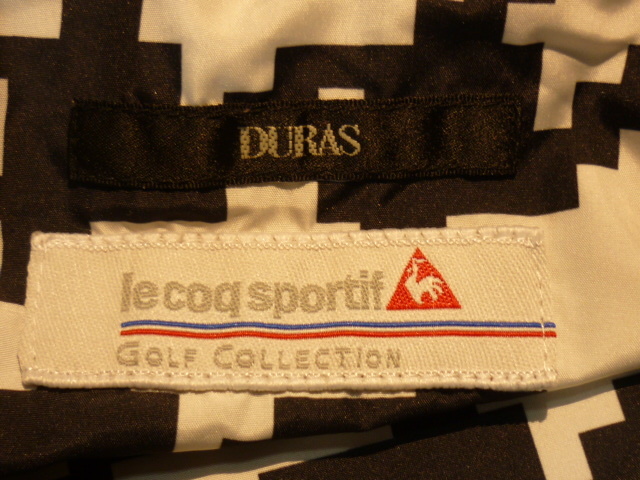 DURAS
le coq sportif
GOLF COLLECTION